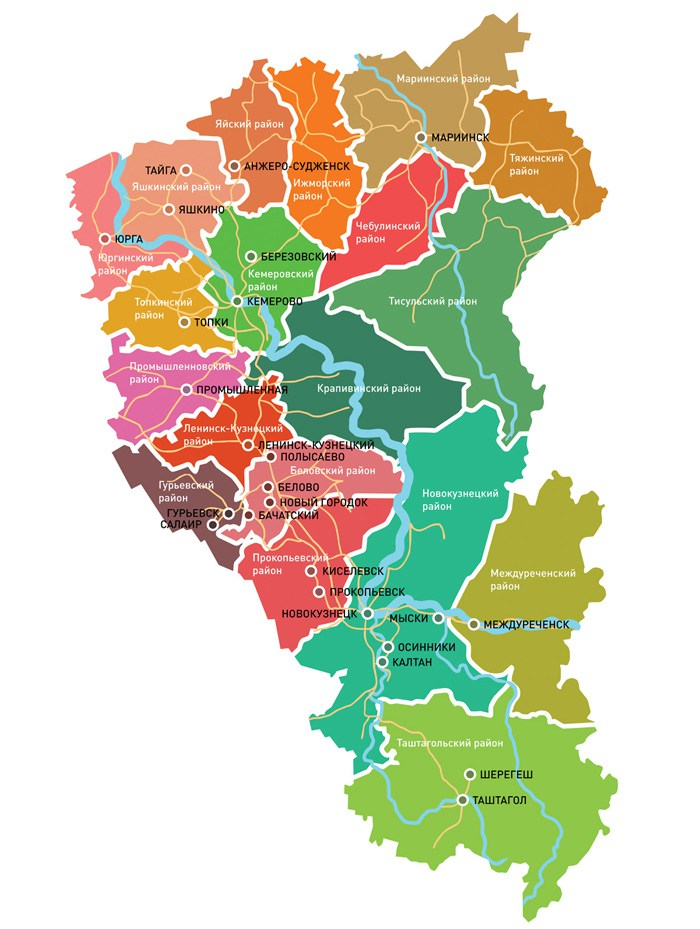 Мариинский район
Яйский район
МАРИИНСК
Тяжинский
район
ТАЙГА
АНЖЕРО-СУДЖЕНСК
Яшкинский район
Ижморский
район
ЯШКИНО
Чебулинский
район
ЮРГА
Юргинский
район
БЕРЕЗОВСКИЙ
Кемеровский
район
Топкинский
район
КЕМЕРОВО
Тисульский район
ТОПКИ
Промышленновский
район
ПРОМЫШЛЕННАЯ
Крапивинский район
Ленинск-Кузнецкий
район
ЛЕНИНСК-КУЗНЕЦКИЙ
ПОЛЫСАЕВО
Беловский район
Гурьевский
район
БЕЛОВО
Новокузнецкий
район
НОВЫЙ ГОРОДОК
ГУРЬЕВСК
БАЧАТСКИЙ
САЛАИР
Прокопьевский
район
КИСЕЛЕВСК
Междуреченский
район
ПРОКОПЬЕВСК
НОВОКУЗНЕЦК
МЫСКИ
МЕЖДУРЕЧЕНСК
ОСИННИКИ
КАЛТАН
Таштагольский район
ШЕРЕГЕШ
ТАШТАГОЛ